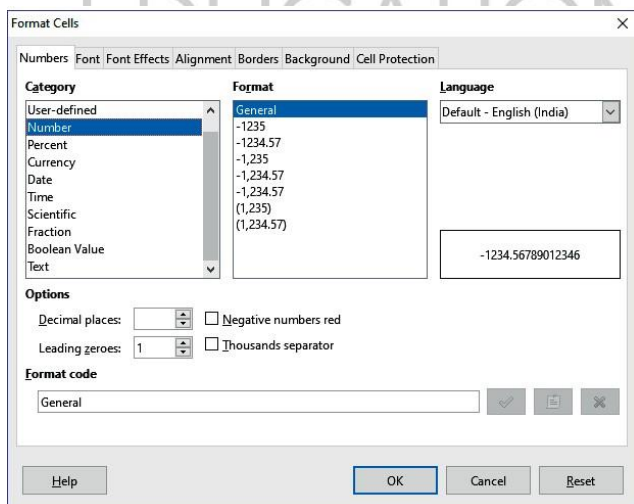 Format Cells
Numbers Font Font Effects Alignment Borders Background Cell Protection
Category
User-defined
Number
Percent
Currency
Date
Time
Scientific
Fraction
Boolean Value
Text
Format
General
-1235
-1234.57
-1,235
-1,234.57
-1,234.57
(1,235)
(1,234.57)
Language
Default - English (India)
-1234.56789012346
Options
Decimal places:
Negative numbers red
Leading zeroes: 1
Thousands separator
Format code
General
Help OK Cancel Reset